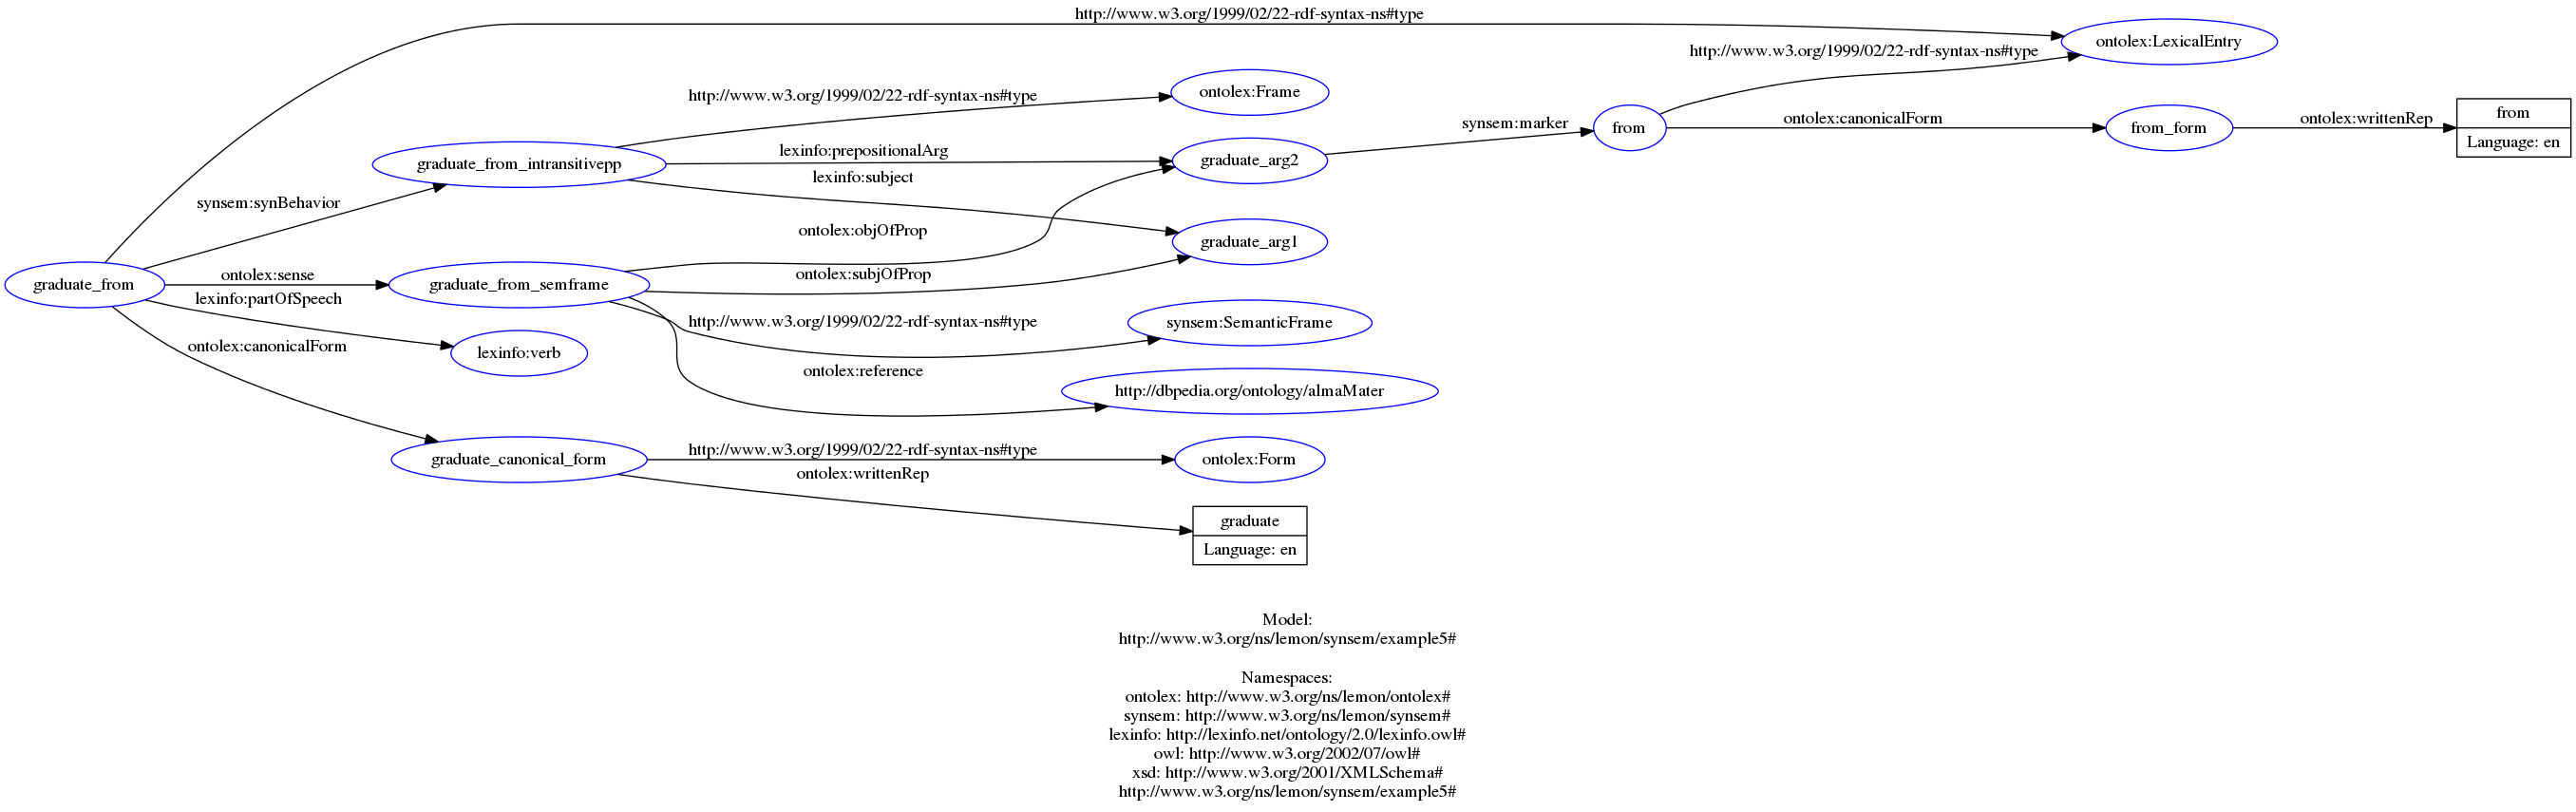 http://www.w3.org/1999/02/22-rdf-syntax-ns#type
ontolex:LexicalEntry
http://www.w3.org/1999/02/22-rdf-syntax-ns#type
http://www.w3.org/1999/02/22-rdf-syntax-ns#type
ontolex:Frame
synsem:marker
from
ontolex:canonicalForm
from_form
ontolex:writtenRep
from
Language: en
graduate_from_intransitivepp
lexinfo:prepositionalArg
graduate_arg2
lexinfo:subject
synsem:synBehavior
ontolex:objOfProp
graduate_arg1
graduate_from
ontolex:sense
graduate_from_semframe
ontolex:subjOfProp
lexinfo:partOfSpeech
http://www.w3.org/1999/02/22-rdf-syntax-ns#type
synsem:SemanticFrame
ontolex:canonicalForm
lexinfo:verb
ontolex:reference
http://dbpedia.org/ontology/almaMater
graduate_canonical_form
http://www.w3.org/1999/02/22-rdf-syntax-ns#type
ontolex:Form
ontolex:writtenRep
graduate
Language: en
Model:
http://www.w3.org/ns/lemon/synsem/example5#
Namespaces:
ontolex: http://www.w3.org/ns/lemon/ontolex#
synsem: http://www.w3.org/ns/lemon/synsem#
lexinfo: http://lexinfo.net/ontology/2.0/lexinfo.owl#
owl: http://www.w3.org/2002/07/owl#
xsd: http://www.w3.org/2001/XMLSchema#
http://www.w3.org/ns/lemon/synsem/example5#